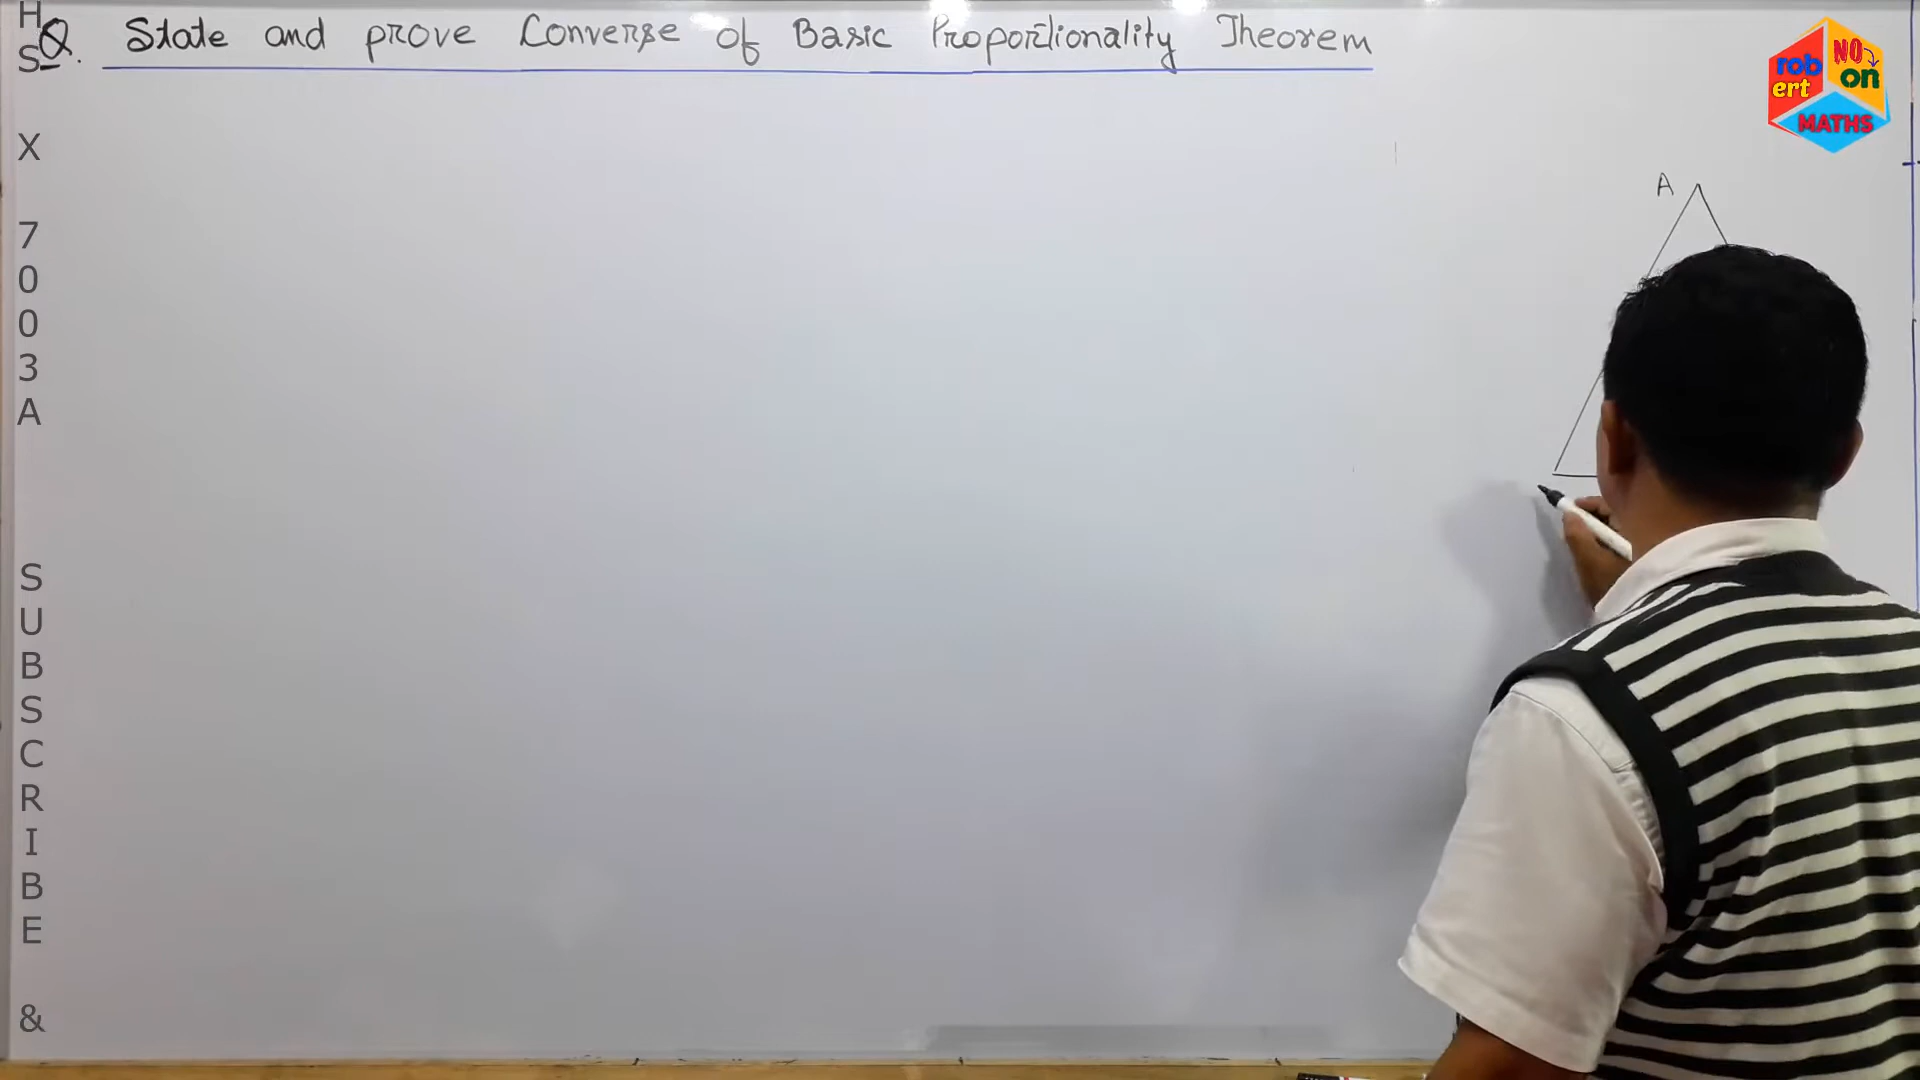 Q. State and prove Converse of Basic Proportionality Theorem
A
rob
ert
NO
on
MATHS
H
S
X
7
0
0
3
A
S
U
B
S
C
R
I
B
E
&